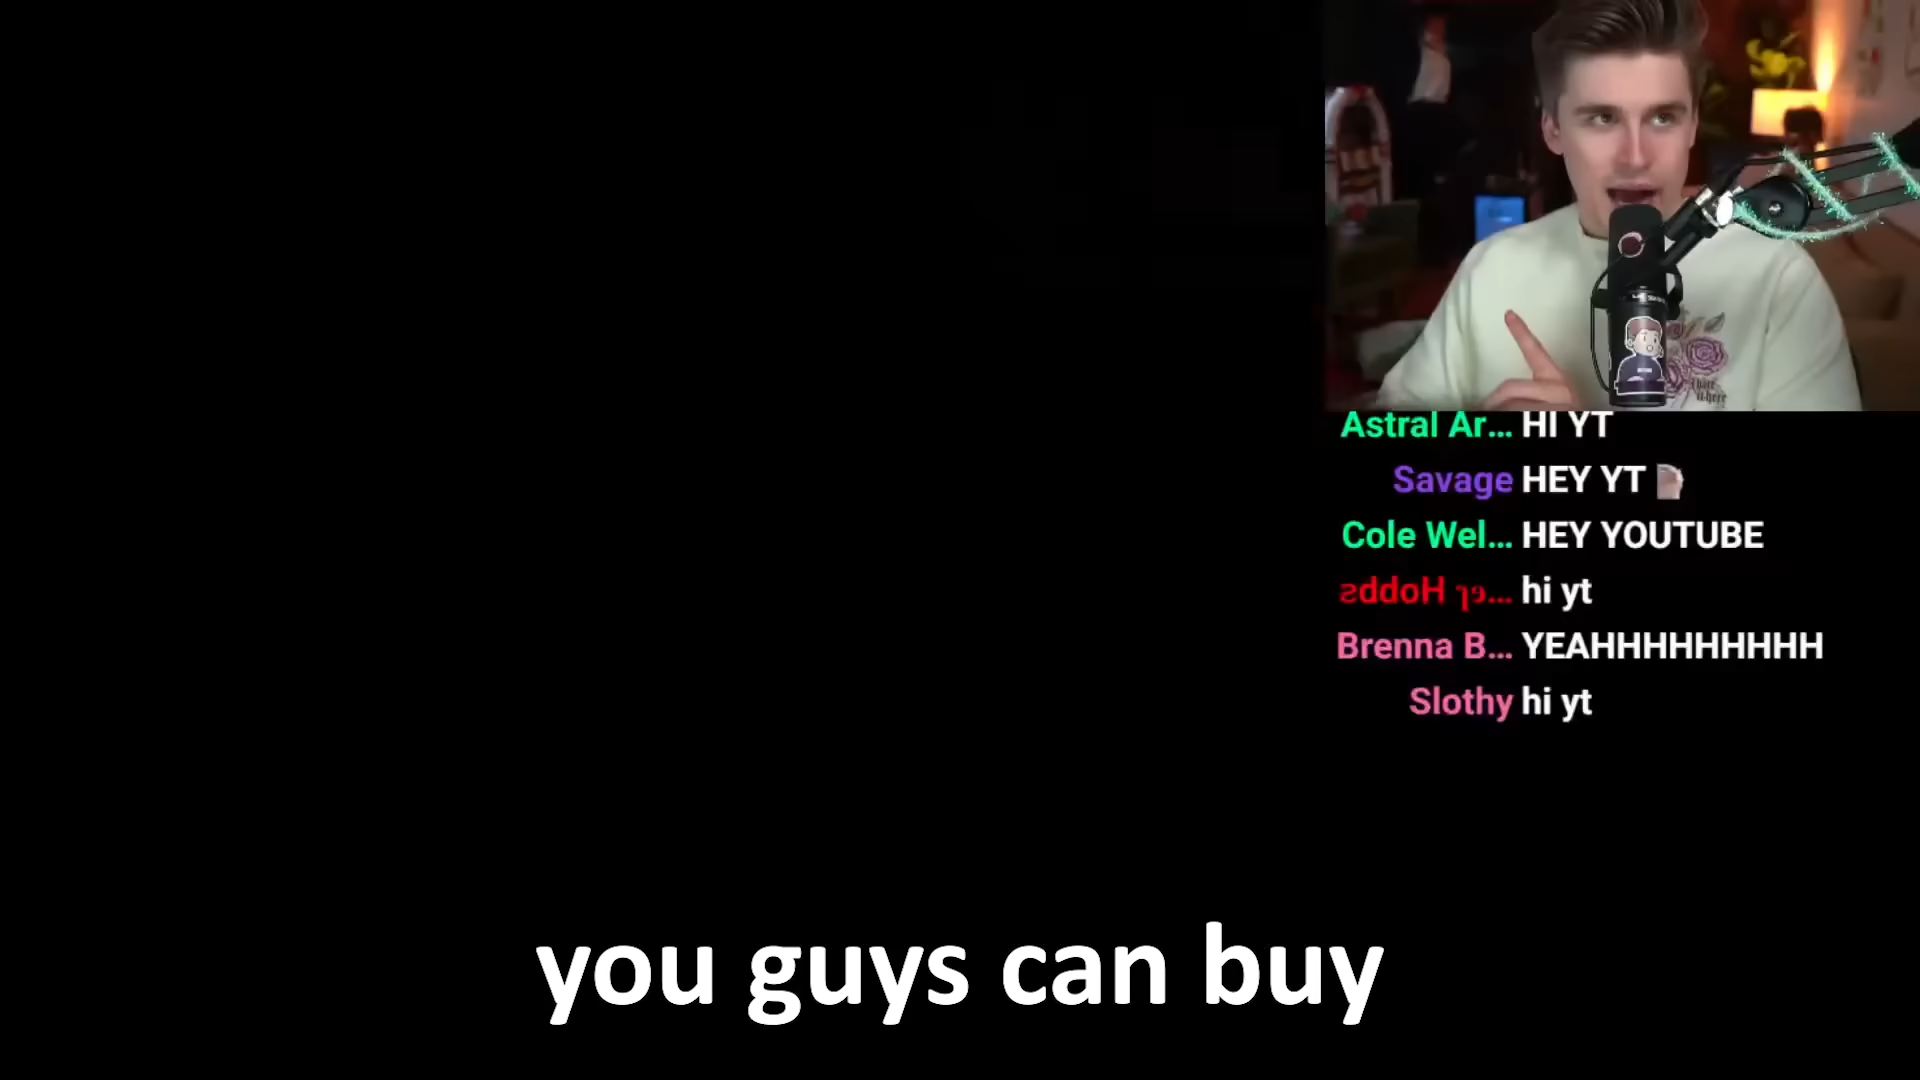 Astral Ar... HI YT
Savage HEY YT
Cole Wel... HEY YOUTUBE
ƨddoH ɿɘ... hi yt
Brenna B... YEAHHHHHHHHHH
Slothy hi yt
you guys can buy